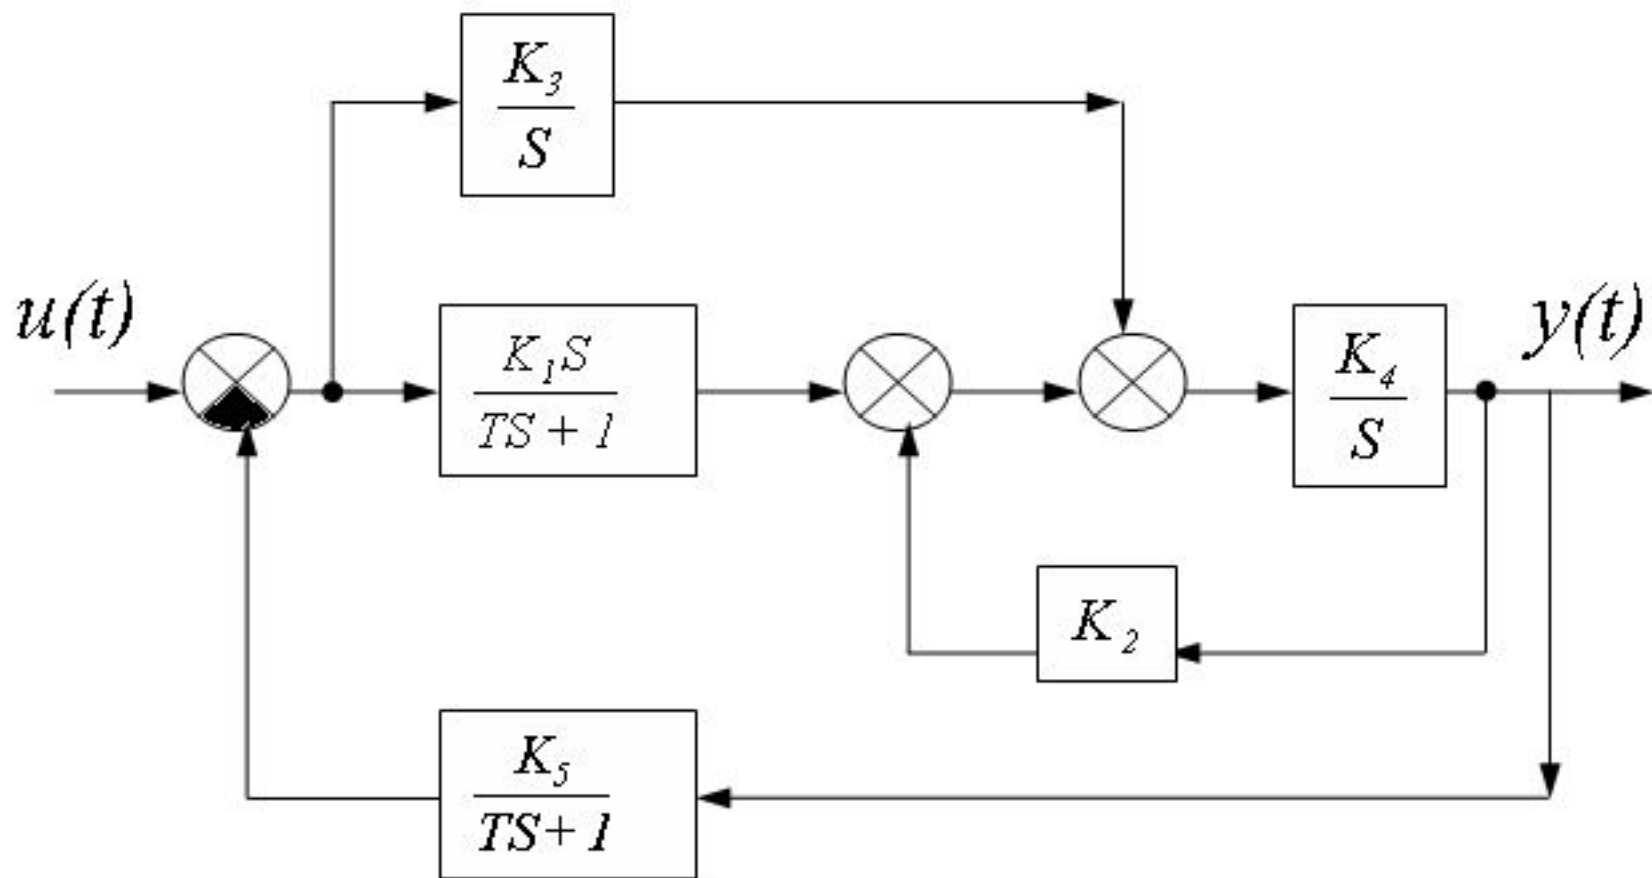 K3
S
u(t)
K1S
TS + 1
K4
S
y(t)
K2
K5
TS + 1